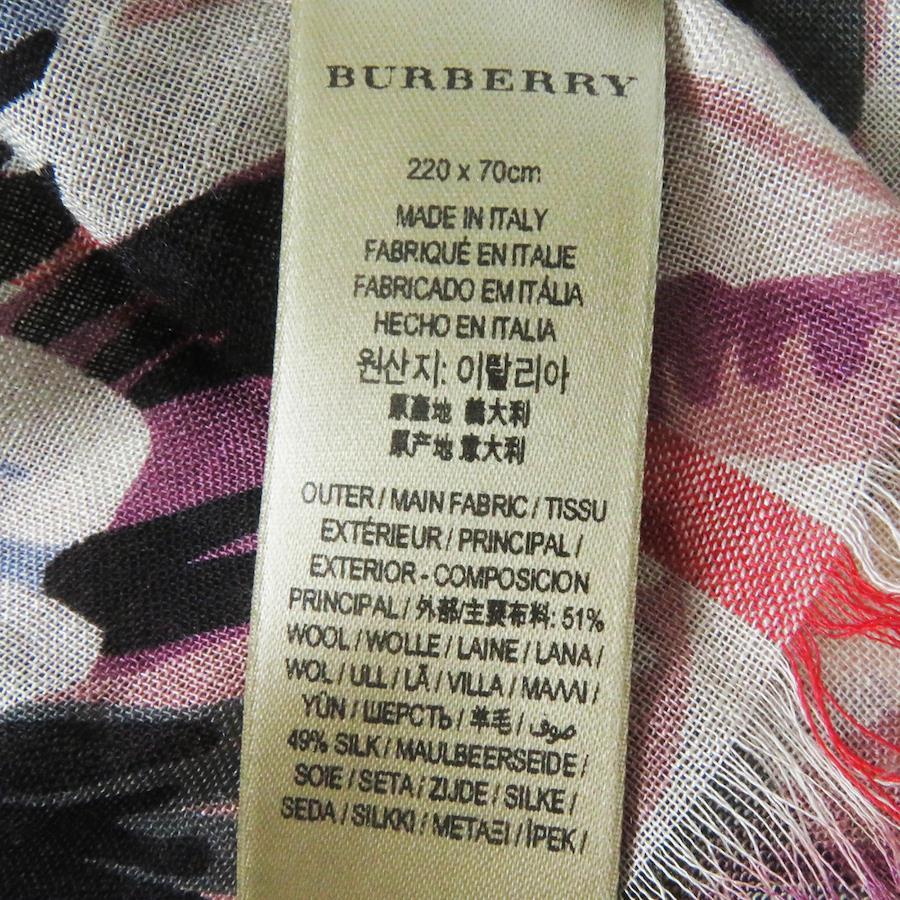 BURBERRY
220 x 70cm
MADE IN ITALY
FABRIQUÉ EN ITALIE
FABRICADO EM ITÁLIA
HECHO EN ITALIA
원산지: 이탈리아
原產地 義大利
原产地 意大利
OUTER / MAIN FABRIC / TISSU
EXTÉRIEUR / PRINCIPAL /
EXTERIOR - COMPOSICION
PRINCIPAL / 外部/主要布料: 51%
WOOL / WOLLE / LAINE / LANA /
WOL / ULL / LÃ / VILLA / ΜΑΛΛΙ /
YÜN / ШЕРСТЬ / 羊毛 / صوف /
49% SILK / MAULBEERSEIDE /
SOIE / SETA / ZIJDE / SILKE /
SEDA / SILKKI / ΜΕΤΑΞΙ / İPEK /